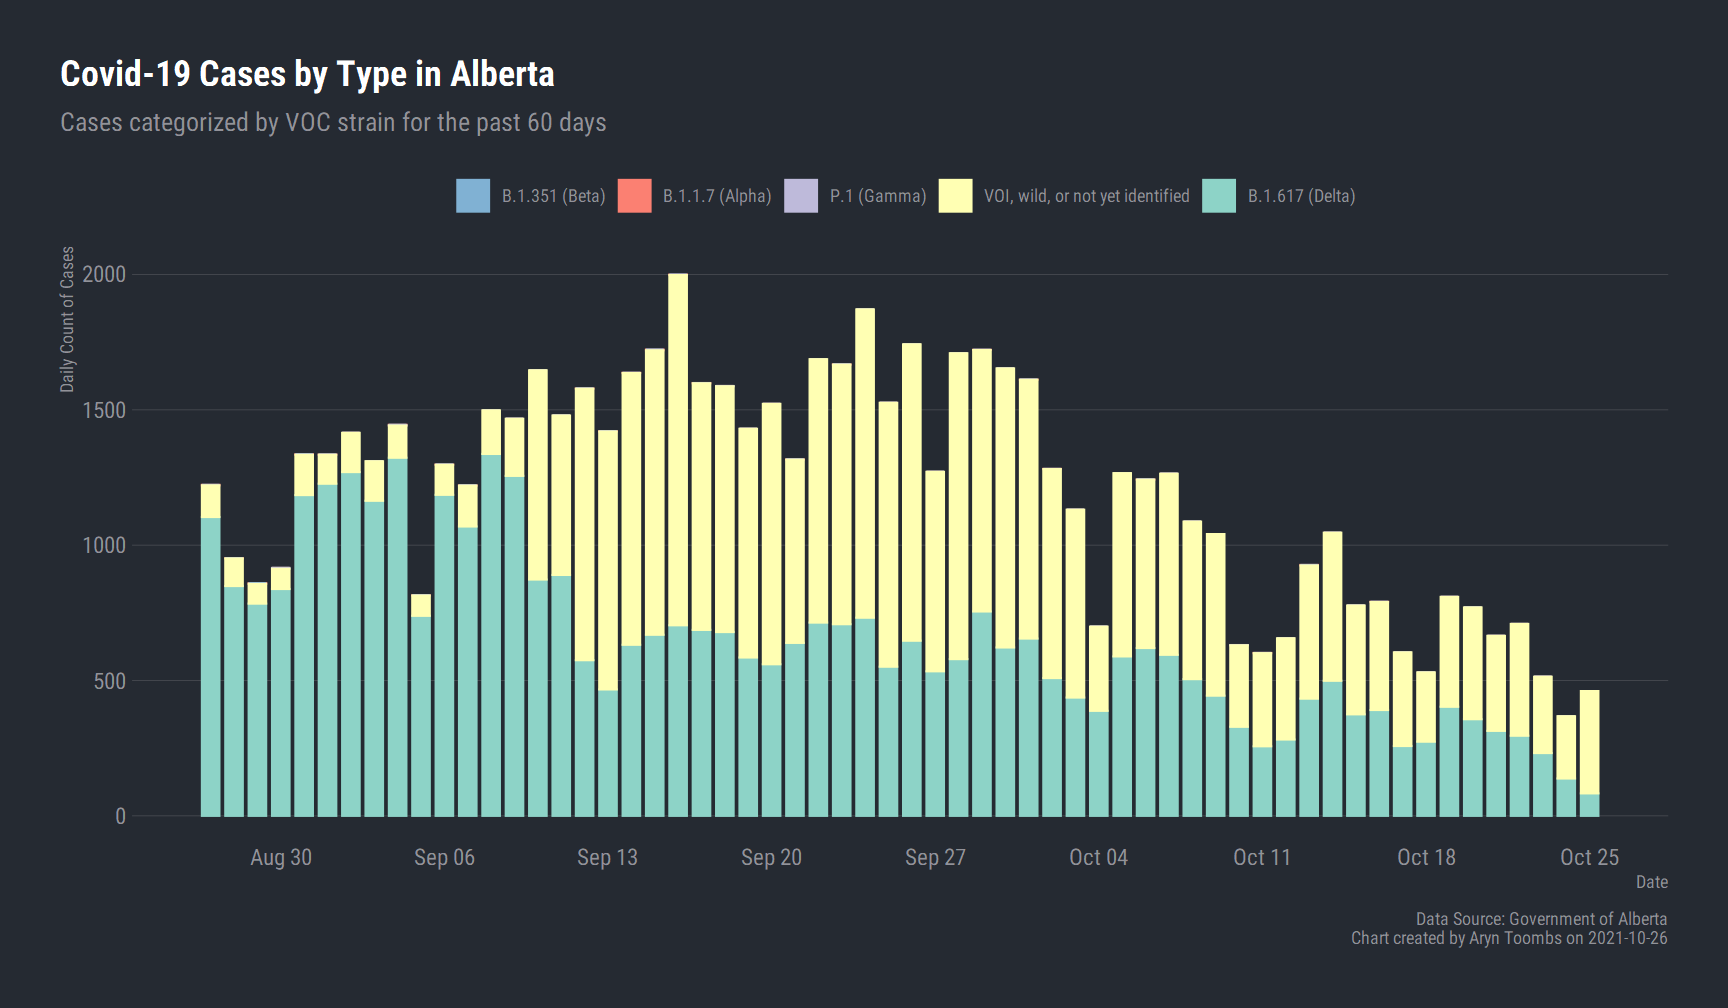 Covid-19 Cases by Type in Alberta
Cases categorized by VOC strain for the past 60 days
B.1.351 (Beta) B.1.1.7 (Alpha) P.1 (Gamma) VOI, wild, or not yet identified B.1.617 (Delta)
Daily Count of Cases
2000
1500
1000
500
0
Aug 30 Sep 06 Sep 13 Sep 20 Sep 27 Oct 04 Oct 11 Oct 18 Oct 25
Date
Data Source: Government of Alberta
Chart created by Aryn Toombs on 2021-10-26